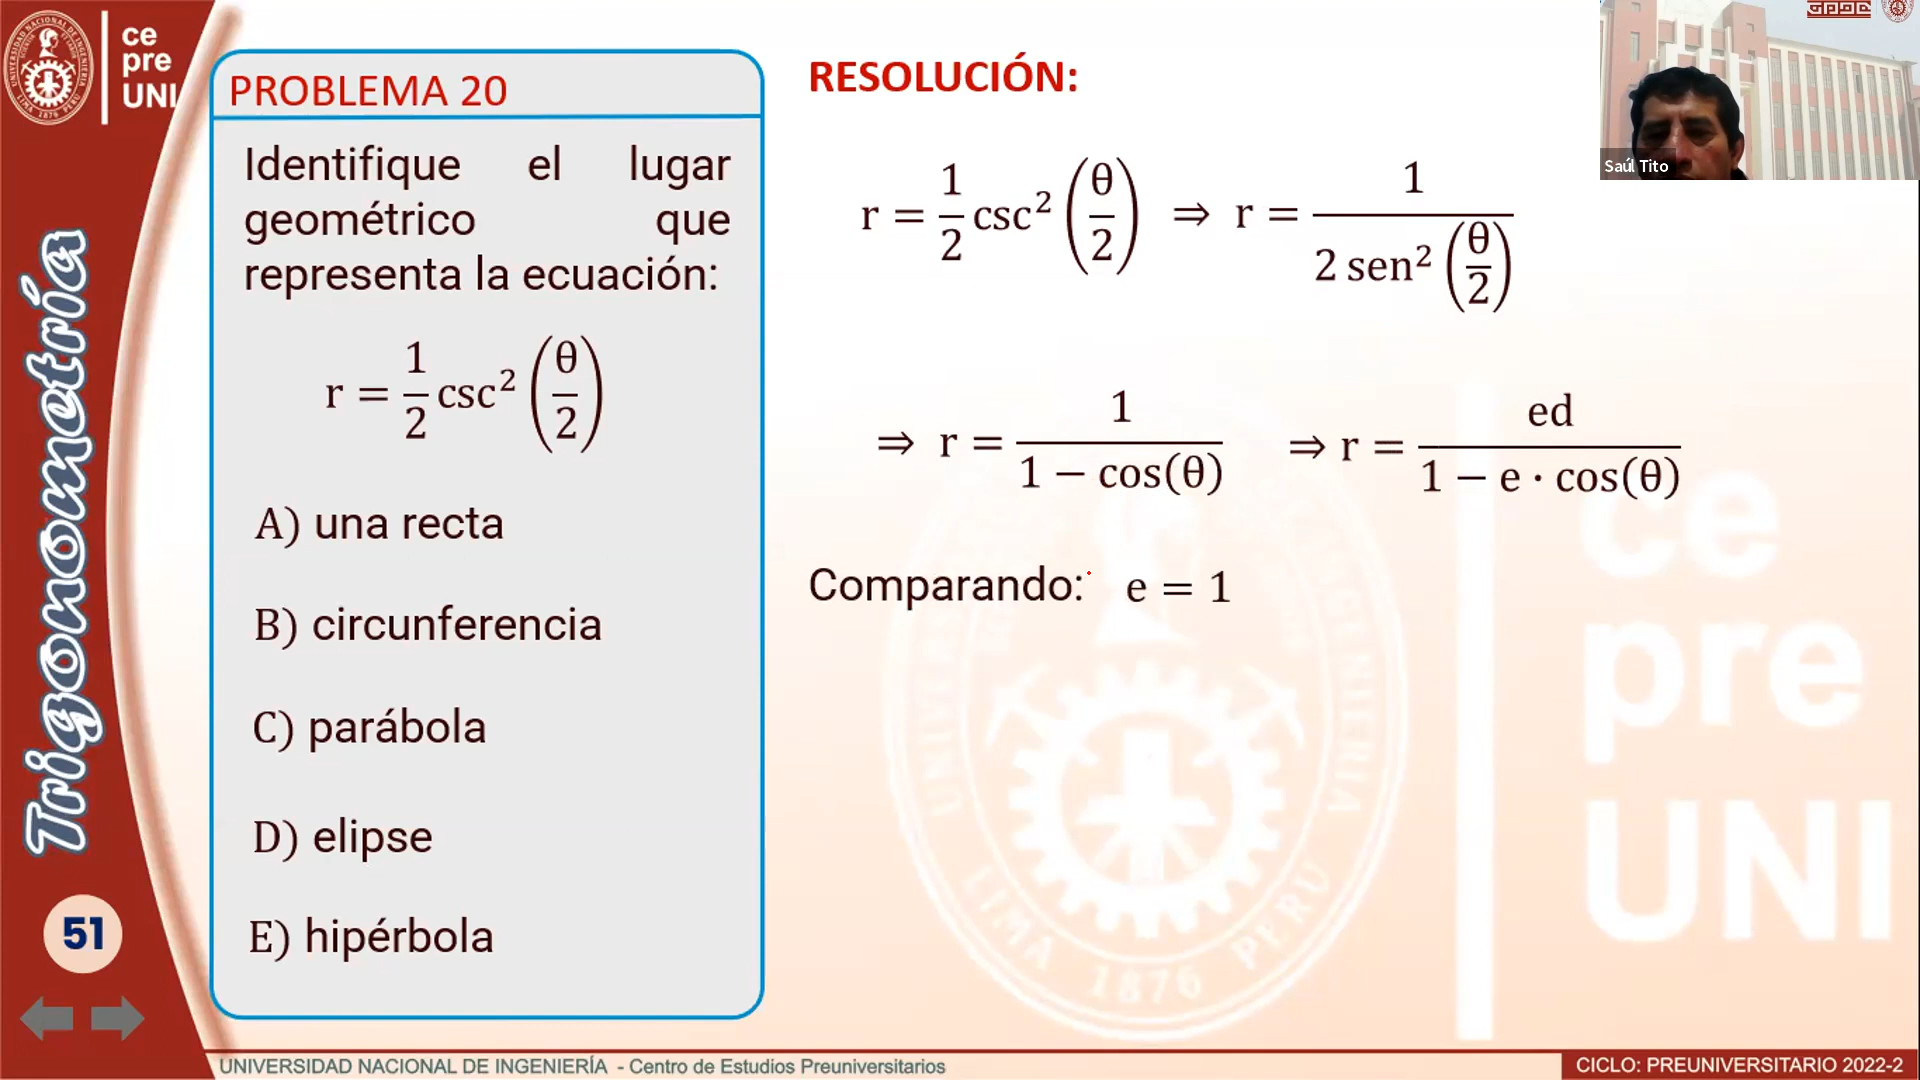 ce
pre
UNI
PROBLEMA 20
Identifique el lugar
geométrico que
representa la ecuación:
r = 1/2 csc² (θ/2)
A) una recta
B) circunferencia
C) parábola
D) elipse
E) hipérbola
RESOLUCIÓN:
r = 1/2 csc² (θ/2) ⇒ r = 1/(2 sen² (θ/2))
⇒ r = 1/(1 − cos(θ)) ⇒ r = ed/(1 − e · cos(θ))
Comparando: e = 1
Saúl Tito
Trigonometría
51
ce
pre
UNI
LIMA 1876 PERU
UNIVERSIDAD NACIONAL DE INGENIERÍA - Centro de Estudios Preuniversitarios
CICLO: PREUNIVERSITARIO 2022-2